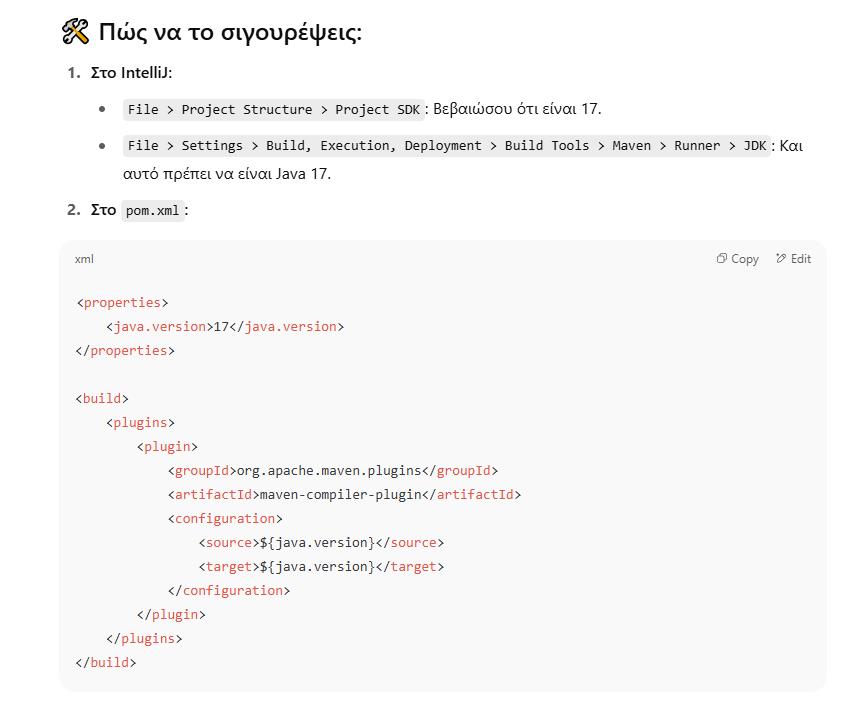 🛠 Πώς να το σιγουρέψεις:
1. Στο IntelliJ:
• File > Project Structure > Project SDK : Βεβαιώσου ότι είναι 17.
• File > Settings > Build, Execution, Deployment > Build Tools > Maven > Runner > JDK : Και
αυτό πρέπει να είναι Java 17.
2. Στο pom.xml :
xml Copy Edit
<properties>
    <java.version>17</java.version>
</properties>

<build>
    <plugins>
        <plugin>
            <groupId>org.apache.maven.plugins</groupId>
            <artifactId>maven-compiler-plugin</artifactId>
            <configuration>
                <source>${java.version}</source>
                <target>${java.version}</target>
            </configuration>
        </plugin>
    </plugins>
</build>